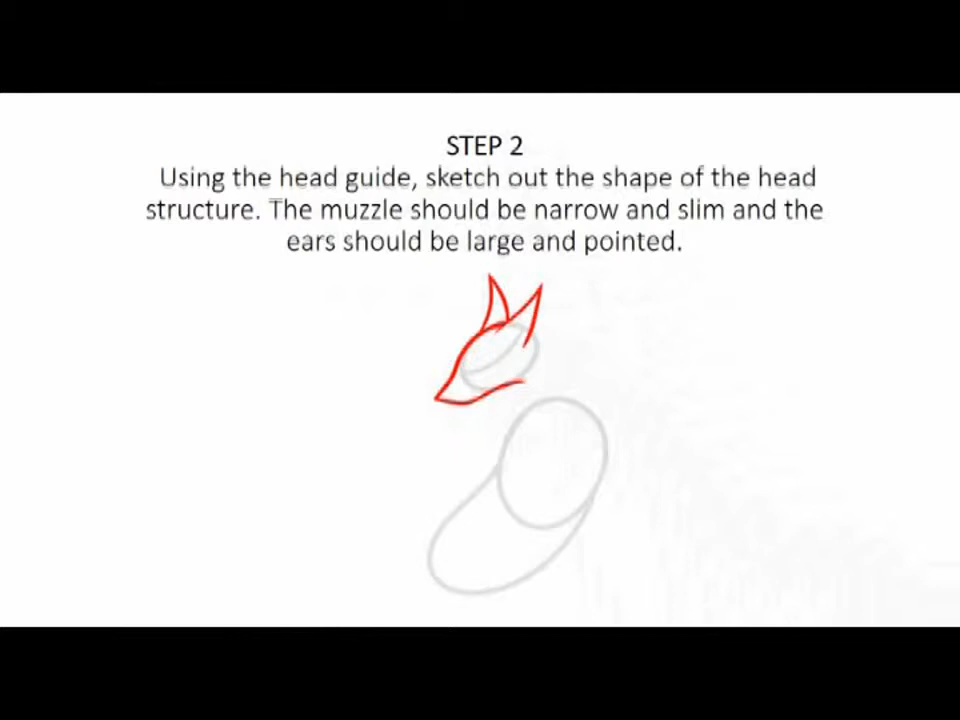 STEP 2
Using the head guide, sketch out the shape of the head
structure. The muzzle should be narrow and slim and the
ears should be large and pointed.